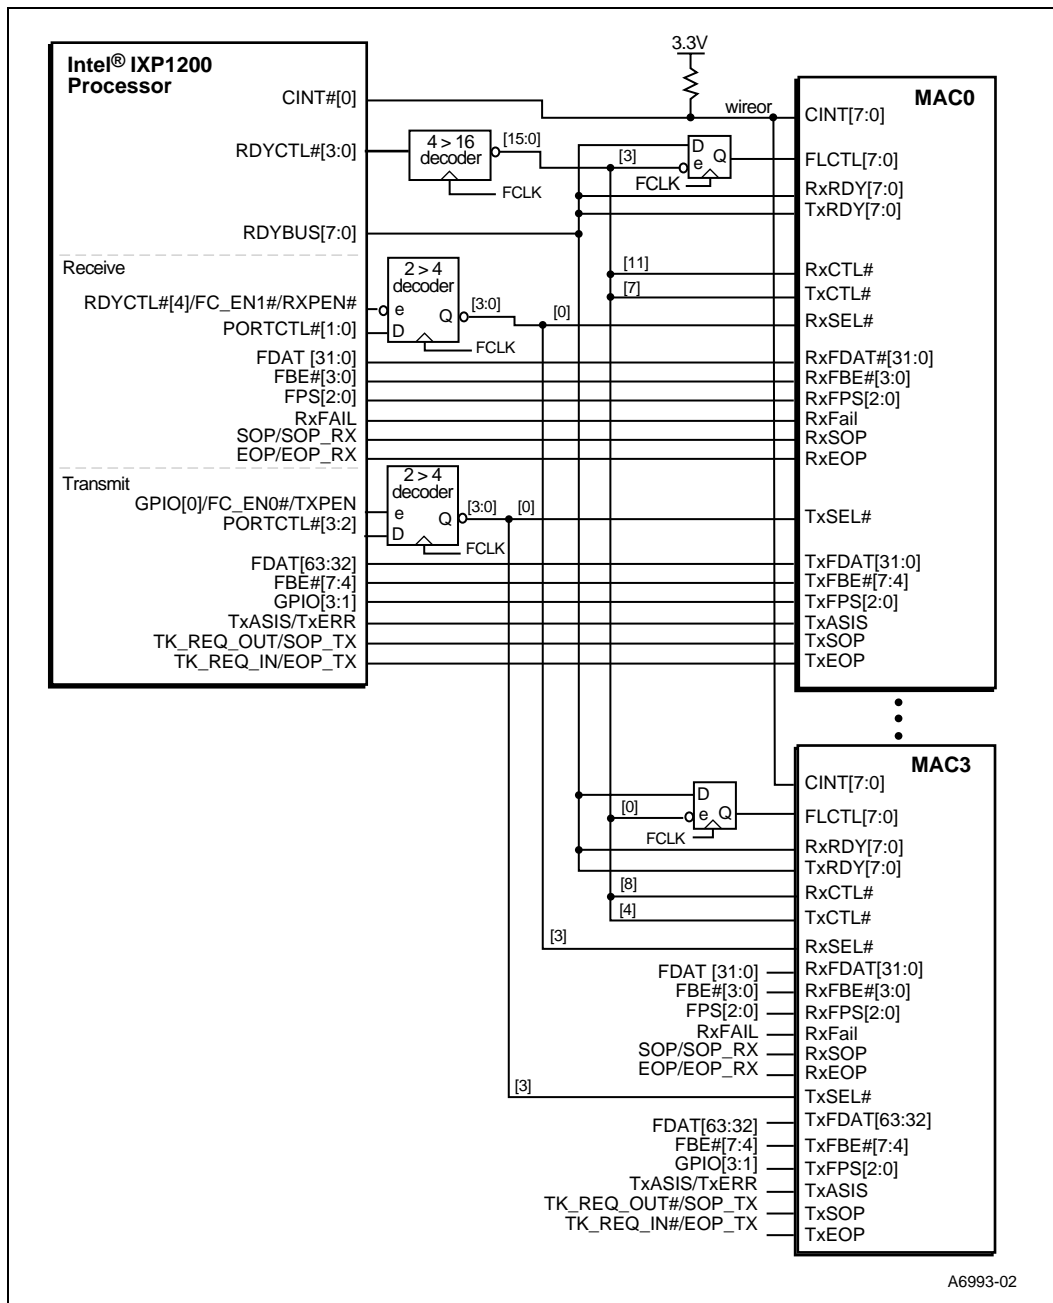 Intel® IXP1200
Processor
CINT#[0]
RDYCTL#[3:0]
RDYBUS[7:0]
4 > 16
decoder
[15:0]
FCLK
3.3V
wireor
[3]
D
e
Q
FCLK
MAC0
CINT[7:0]
FLCTL[7:0]
RxRDY[7:0]
TxRDY[7:0]
[11]
RxCTL#
[7]
TxCTL#
Receive
RDYCTL#[4]/FC_EN1#/RXPEN#
PORTCTL#[1:0]
2 > 4
decoder
e
Q
D
[3:0]
[0]
FCLK
RxSEL#
FDAT [31:0]
RxFDAT#[31:0]
FBE#[3:0]
RxFBE#[3:0]
FPS[2:0]
RxFPS[2:0]
RxFAIL
RxFail
SOP/SOP_RX
RxSOP
EOP/EOP_RX
RxEOP
Transmit
GPIO[0]/FC_EN0#/TXPEN
PORTCTL#[3:2]
2 > 4
decoder
e
Q
D
[3:0]
[0]
FCLK
TxSEL#
FDAT[63:32]
TxFDAT[31:0]
FBE#[7:4]
TxFBE#[7:4]
GPIO[3:1]
TxFPS[2:0]
TxASIS/TxERR
TxASIS
TK_REQ_OUT/SOP_TX
TxSOP
TK_REQ_IN/EOP_TX
TxEOP
MAC3
CINT[7:0]
D
[0]
e
Q
FCLK
FLCTL[7:0]
RxRDY[7:0]
TxRDY[7:0]
[8]
RxCTL#
[4]
TxCTL#
[3]
RxSEL#
FDAT [31:0]
RxFDAT[31:0]
FBE#[3:0]
RxFBE#[3:0]
FPS[2:0]
RxFPS[2:0]
RxFAIL
RxFail
SOP/SOP_RX
RxSOP
EOP/EOP_RX
RxEOP
[3]
TxSEL#
FDAT[63:32]
TxFDAT[63:32]
FBE#[7:4]
TxFBE#[7:4]
GPIO[3:1]
TxFPS[2:0]
TxASIS/TxERR
TxASIS
TK_REQ_OUT#/SOP_TX
TxSOP
TK_REQ_IN#/EOP_TX
TxEOP
A6993-02